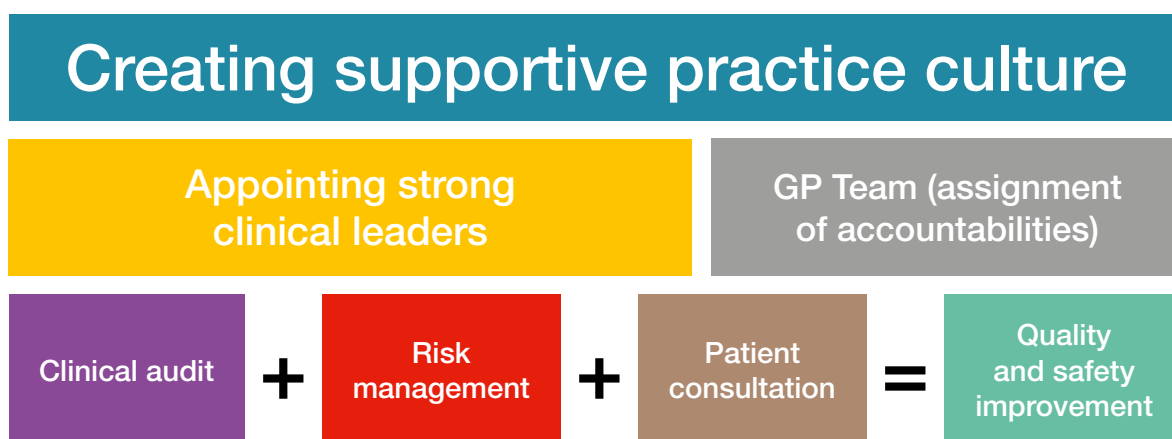 Creating supportive practice culture
Appointing strong
clinical leaders
GP Team (assignment
of accountabilities)
Clinical audit
+
Risk
management
+
Patient
consultation
=
Quality
and safety
improvement